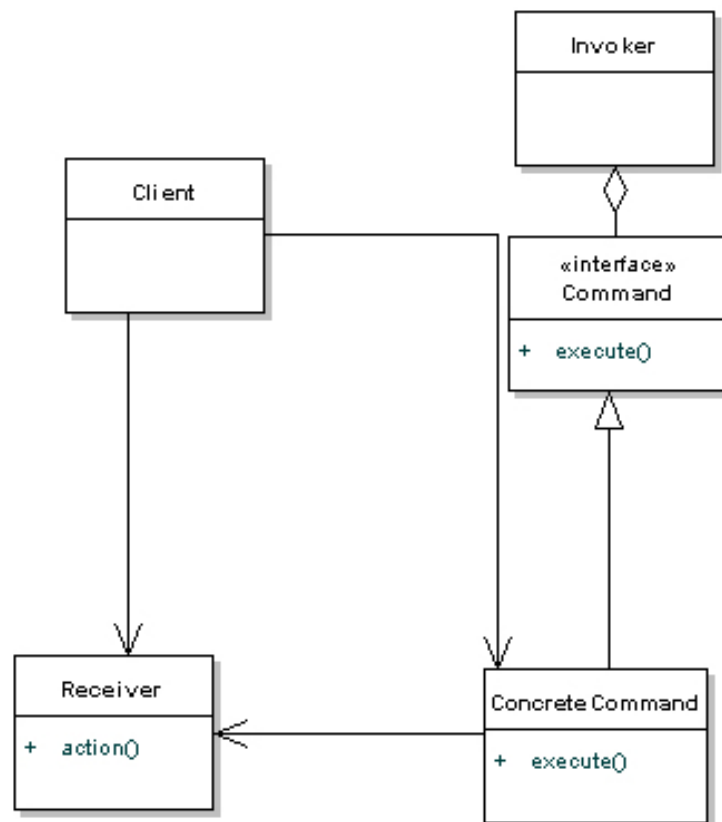 Invoker
Client
«interface»
Command
+ execute()
Receiver
+ action()
Concrete Command
+ execute()